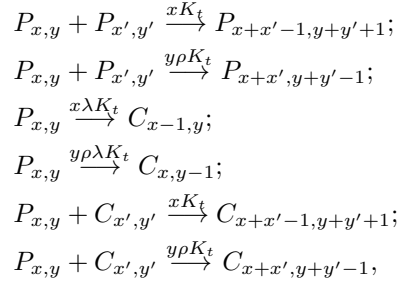 P_{x,y} + P_{x',y'} \xrightarrow{xK_t} P_{x+x'-1,y+y'+1};
P_{x,y} + P_{x',y'} \xrightarrow{y\rho K_t} P_{x+x',y+y'-1};
P_{x,y} \xrightarrow{x\lambda K_t} C_{x-1,y};
P_{x,y} \xrightarrow{y\rho\lambda K_t} C_{x,y-1};
P_{x,y} + C_{x',y'} \xrightarrow{xK_t} C_{x+x'-1,y+y'+1};
P_{x,y} + C_{x',y'} \xrightarrow{y\rho K_t} C_{x+x',y+y'-1},